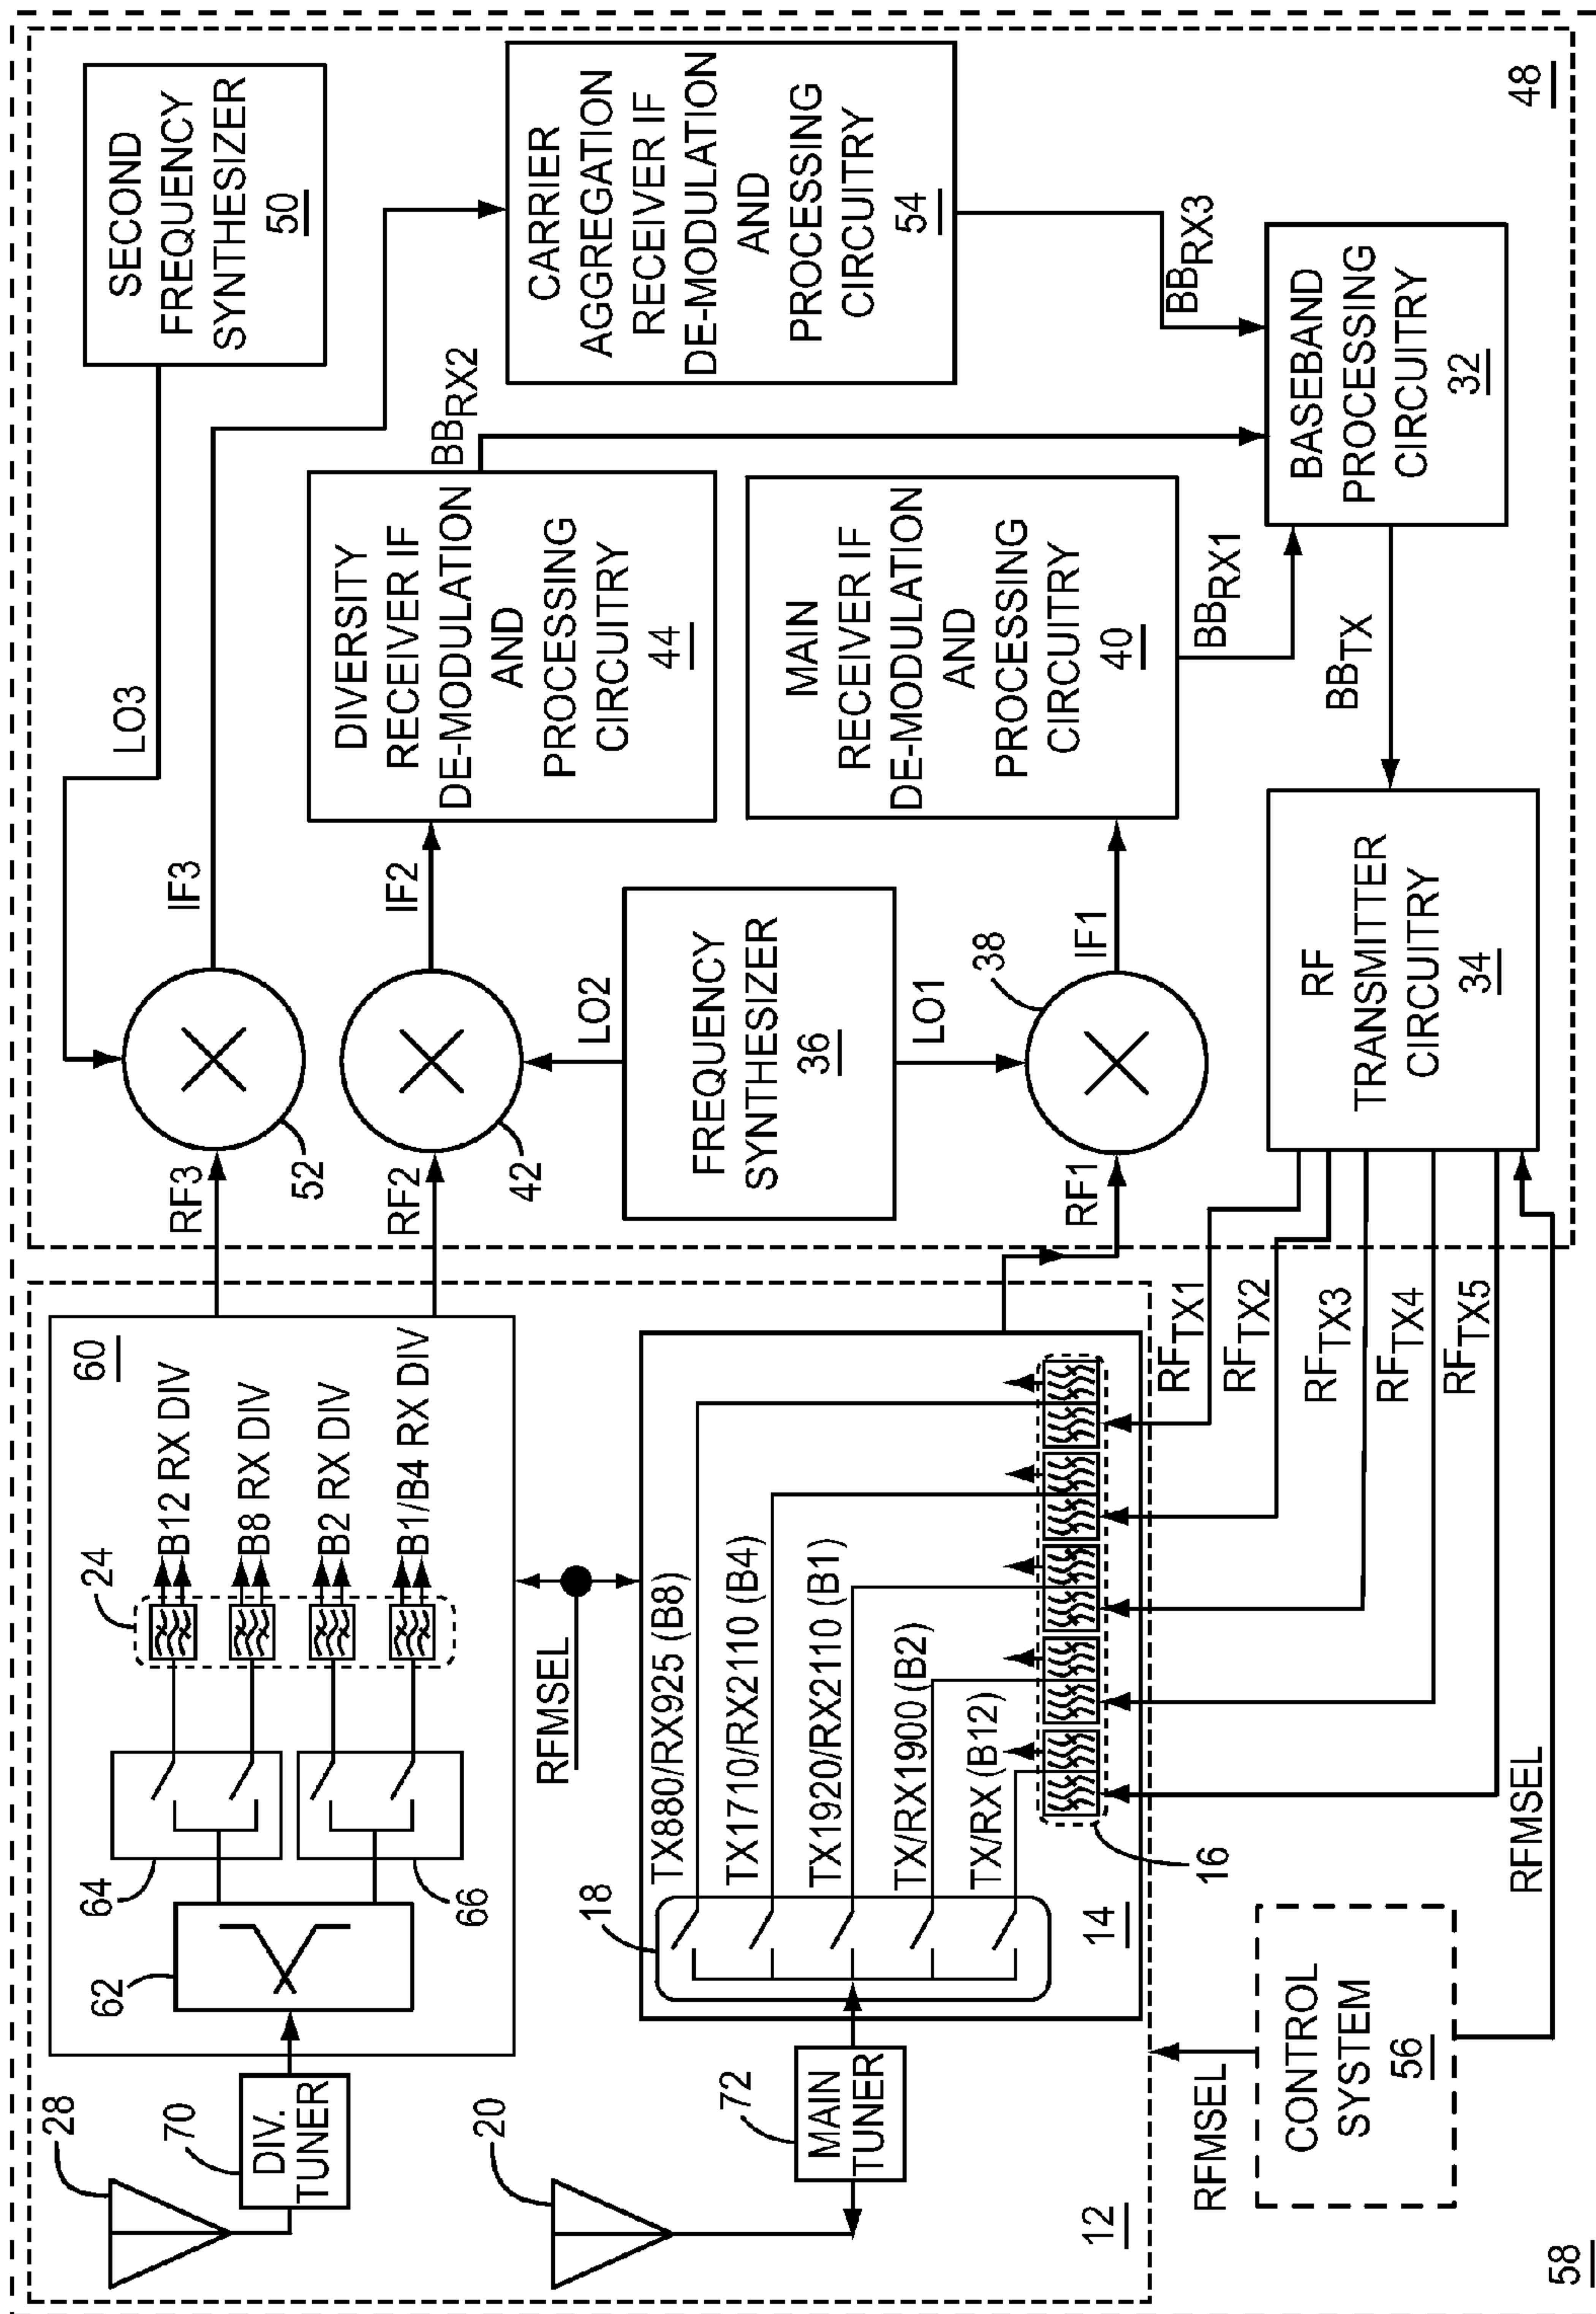 28
70
DIV.
TUNER
62
64
66
24
B12 RX DIV
B8 RX DIV
B2 RX DIV
B1/B4 RX DIV
60
RF3
RF2
52
42
LO3
IF3
IF2
SECOND
FREQUENCY
SYNTHESIZER
50
CARRIER
AGGREGATION
RECEIVER IF
DE-MODULATION
AND
PROCESSING
CIRCUITRY
54
DIVERSITY
RECEIVER IF
DE-MODULATION
AND
PROCESSING
CIRCUITRY
44
BBRX2
BBRX3
LO2
FREQUENCY
SYNTHESIZER
36
LO1
38
RF1
IF1
MAIN
RECEIVER IF
DE-MODULATION
AND
PROCESSING
CIRCUITRY
40
BBRX1
BASEBAND
PROCESSING
CIRCUITRY
32
BBTX
RF
TRANSMITTER
CIRCUITRY
34
48
20
72
MAIN
TUNER
18
RFMSEL
TX880/RX925 (B8)
TX1710/RX2110 (B4)
TX1920/RX2110 (B1)
TX/RX1900 (B2)
TX/RX (B12)
14
16
12
RFTX1
RFTX2
RFTX3
RFTX4
RFTX5
RFMSEL
CONTROL
SYSTEM
56
RFMSEL
58